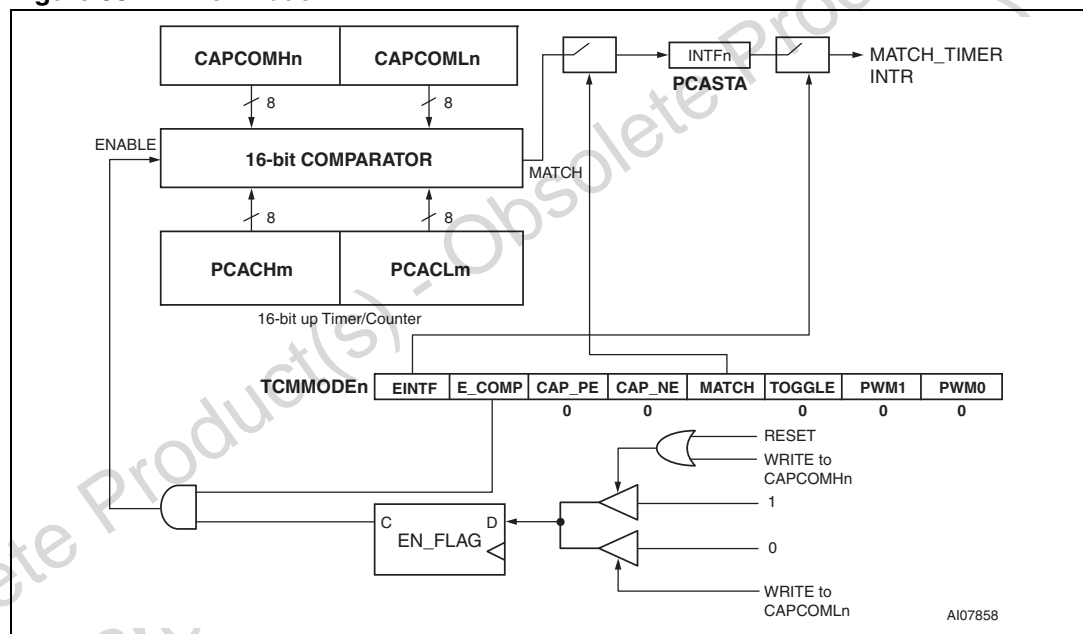 CAPCOMHn CAPCOMLn
INTFn
PCASTA
MATCH_TIMER
INTR
8 8
ENABLE
16-bit COMPARATOR
MATCH
8 8
PCACHm PCACLm
16-bit up Timer/Counter
TCMMODEn EINTF E_COMP CAP_PE CAP_NE MATCH TOGGLE PWM1 PWM0
0 0 0 0 0
RESET
WRITE to
CAPCOMHn
1
C D
EN_FLAG
0
WRITE to
CAPCOMLn
AI07858
Obsolete Product(s) - Obsolete Product(